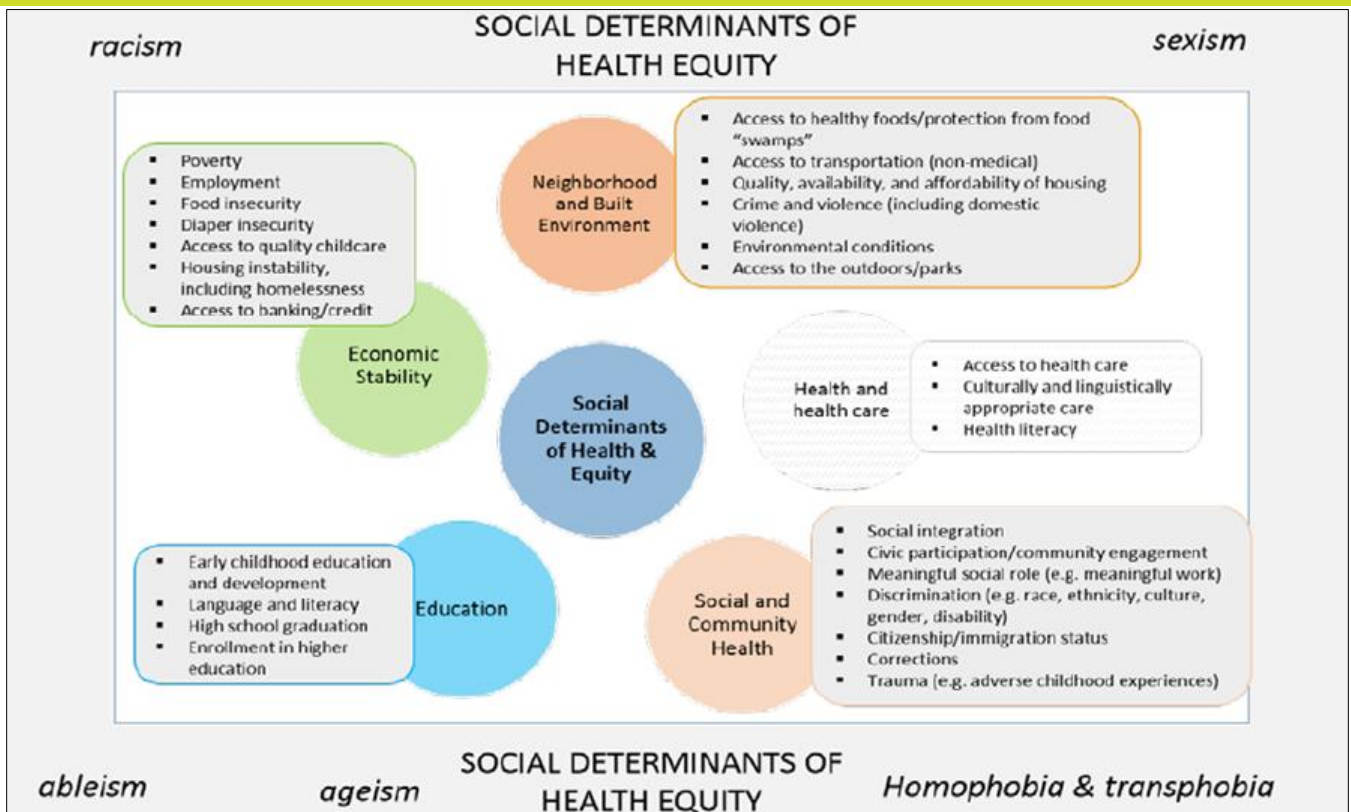 racism
SOCIAL DETERMINANTS OF
HEALTH EQUITY
sexism
▪ Poverty
▪ Employment
▪ Food insecurity
▪ Diaper insecurity
▪ Access to quality childcare
▪ Housing instability,
including homelessness
▪ Access to banking/credit
Economic
Stability
Neighborhood
and Built
Environment
▪ Access to healthy foods/protection from food
"swamps"
▪ Access to transportation (non-medical)
▪ Quality, availability, and affordability of housing
▪ Crime and violence (including domestic
violence)
▪ Environmental conditions
▪ Access to the outdoors/parks
Social
Determinants
of Health &
Equity
Health and
health care
▪ Access to health care
▪ Culturally and linguistically
appropriate care
▪ Health literacy
▪ Early childhood education
and development
▪ Language and literacy
▪ High school graduation
▪ Enrollment in higher
education
Education
Social and
Community
Health
▪ Social integration
▪ Civic participation/community engagement
▪ Meaningful social role (e.g. meaningful work)
▪ Discrimination (e.g. race, ethnicity, culture,
gender, disability)
▪ Citizenship/immigration status
▪ Corrections
▪ Trauma (e.g. adverse childhood experiences)
ableism
ageism
SOCIAL DETERMINANTS OF
HEALTH EQUITY
Homophobia & transphobia